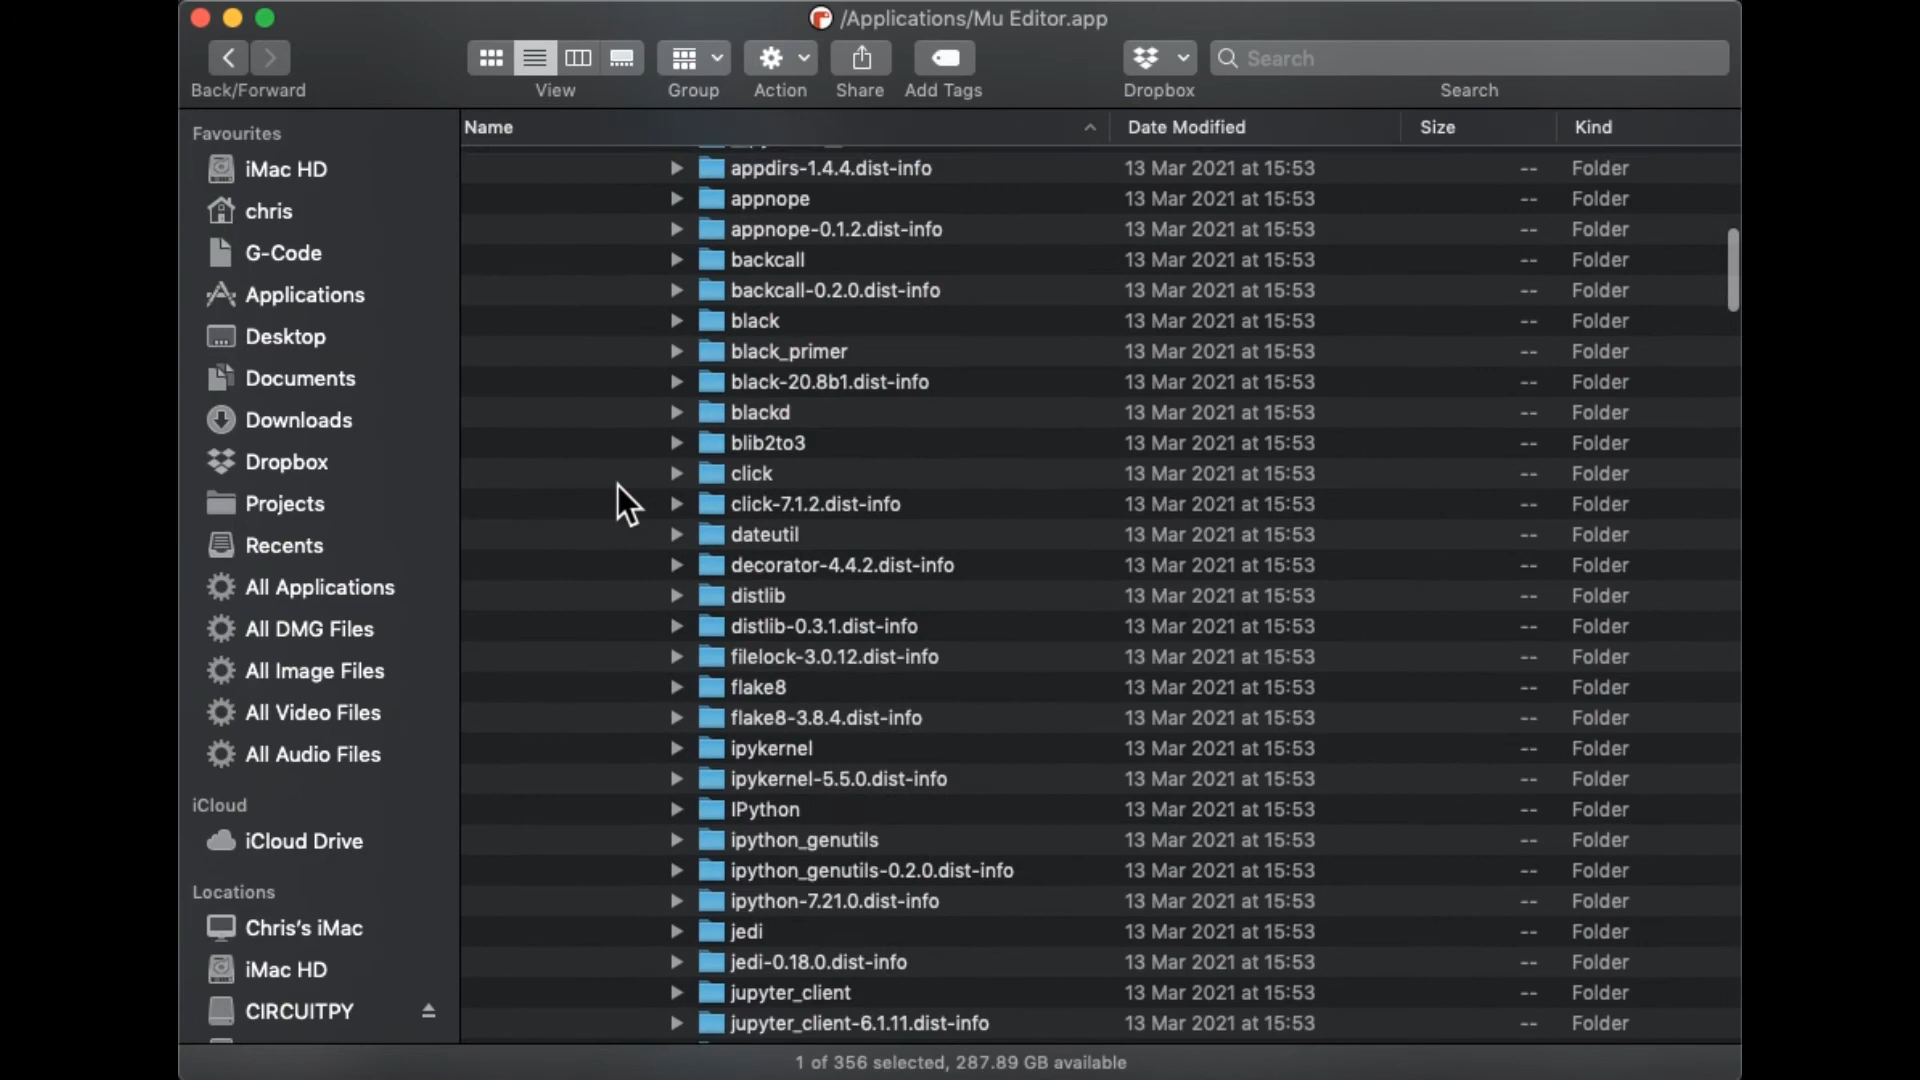 /Applications/Mu Editor.app
Search
Back/Forward
View
Group
Action
Share
Add Tags
Dropbox
Search
Favourites
iMac HD
chris
G-Code
Applications
Desktop
Documents
Downloads
Dropbox
Projects
Recents
All Applications
All DMG Files
All Image Files
All Video Files
All Audio Files
iCloud
iCloud Drive
Locations
Chris's iMac
iMac HD
CIRCUITPY
Name Date Modified Size Kind
appdirs-1.4.4.dist-info 13 Mar 2021 at 15:53 -- Folder
appnope 13 Mar 2021 at 15:53 -- Folder
appnope-0.1.2.dist-info 13 Mar 2021 at 15:53 -- Folder
backcall 13 Mar 2021 at 15:53 -- Folder
backcall-0.2.0.dist-info 13 Mar 2021 at 15:53 -- Folder
black 13 Mar 2021 at 15:53 -- Folder
black_primer 13 Mar 2021 at 15:53 -- Folder
black-20.8b1.dist-info 13 Mar 2021 at 15:53 -- Folder
blackd 13 Mar 2021 at 15:53 -- Folder
blib2to3 13 Mar 2021 at 15:53 -- Folder
click 13 Mar 2021 at 15:53 -- Folder
click-7.1.2.dist-info 13 Mar 2021 at 15:53 -- Folder
dateutil 13 Mar 2021 at 15:53 -- Folder
decorator-4.4.2.dist-info 13 Mar 2021 at 15:53 -- Folder
distlib 13 Mar 2021 at 15:53 -- Folder
distlib-0.3.1.dist-info 13 Mar 2021 at 15:53 -- Folder
filelock-3.0.12.dist-info 13 Mar 2021 at 15:53 -- Folder
flake8 13 Mar 2021 at 15:53 -- Folder
flake8-3.8.4.dist-info 13 Mar 2021 at 15:53 -- Folder
ipykernel 13 Mar 2021 at 15:53 -- Folder
ipykernel-5.5.0.dist-info 13 Mar 2021 at 15:53 -- Folder
IPython 13 Mar 2021 at 15:53 -- Folder
ipython_genutils 13 Mar 2021 at 15:53 -- Folder
ipython_genutils-0.2.0.dist-info 13 Mar 2021 at 15:53 -- Folder
ipython-7.21.0.dist-info 13 Mar 2021 at 15:53 -- Folder
jedi 13 Mar 2021 at 15:53 -- Folder
jedi-0.18.0.dist-info 13 Mar 2021 at 15:53 -- Folder
jupyter_client 13 Mar 2021 at 15:53 -- Folder
jupyter_client-6.1.11.dist-info 13 Mar 2021 at 15:53 -- Folder
1 of 356 selected, 287.89 GB available